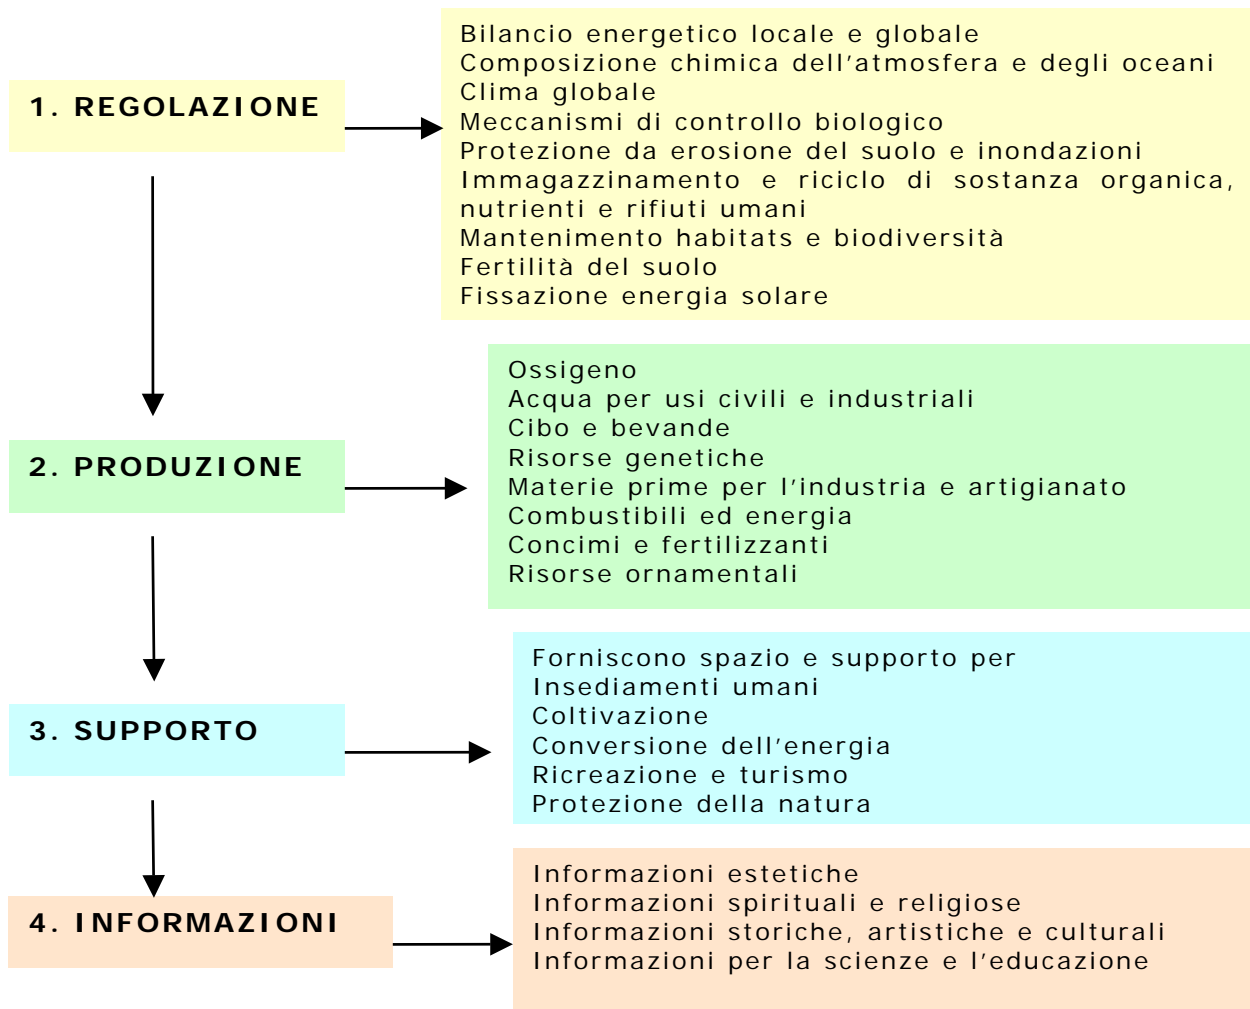 1. REGOLAZIONE
Bilancio energetico locale e globale
Composizione chimica dell'atmosfera e degli oceani
Clima globale
Meccanismi di controllo biologico
Protezione da erosione del suolo e inondazioni
Immagazzinamento e riciclo di sostanza organica,
nutrienti e rifiuti umani
Mantenimento habitats e biodiversità
Fertilità del suolo
Fissazione energia solare
2. PRODUZIONE
Ossigeno
Acqua per usi civili e industriali
Cibo e bevande
Risorse genetiche
Materie prime per l'industria e artigianato
Combustibili ed energia
Concimi e fertilizzanti
Risorse ornamentali
3. SUPPORTO
Forniscono spazio e supporto per
Insediamenti umani
Coltivazione
Conversione dell'energia
Ricreazione e turismo
Protezione della natura
4. INFORMAZIONI
Informazioni estetiche
Informazioni spirituali e religiose
Informazioni storiche, artistiche e culturali
Informazioni per la scienze e l'educazione